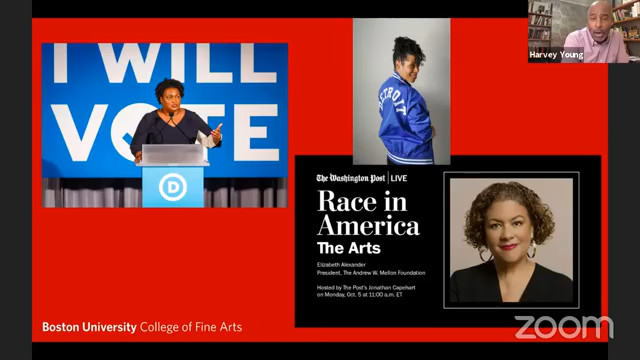 I WILL
VOTE
D
DETROIT
Harvey Young
The Washington Post | LIVE
Race in
America
The Arts
Elizabeth Alexander
President, The Andrew W. Mellon Foundation
Hosted by The Post's Jonathan Capehart
on Monday, Oct. 5 at 11:00 a.m. ET
Boston University College of Fine Arts
zoom